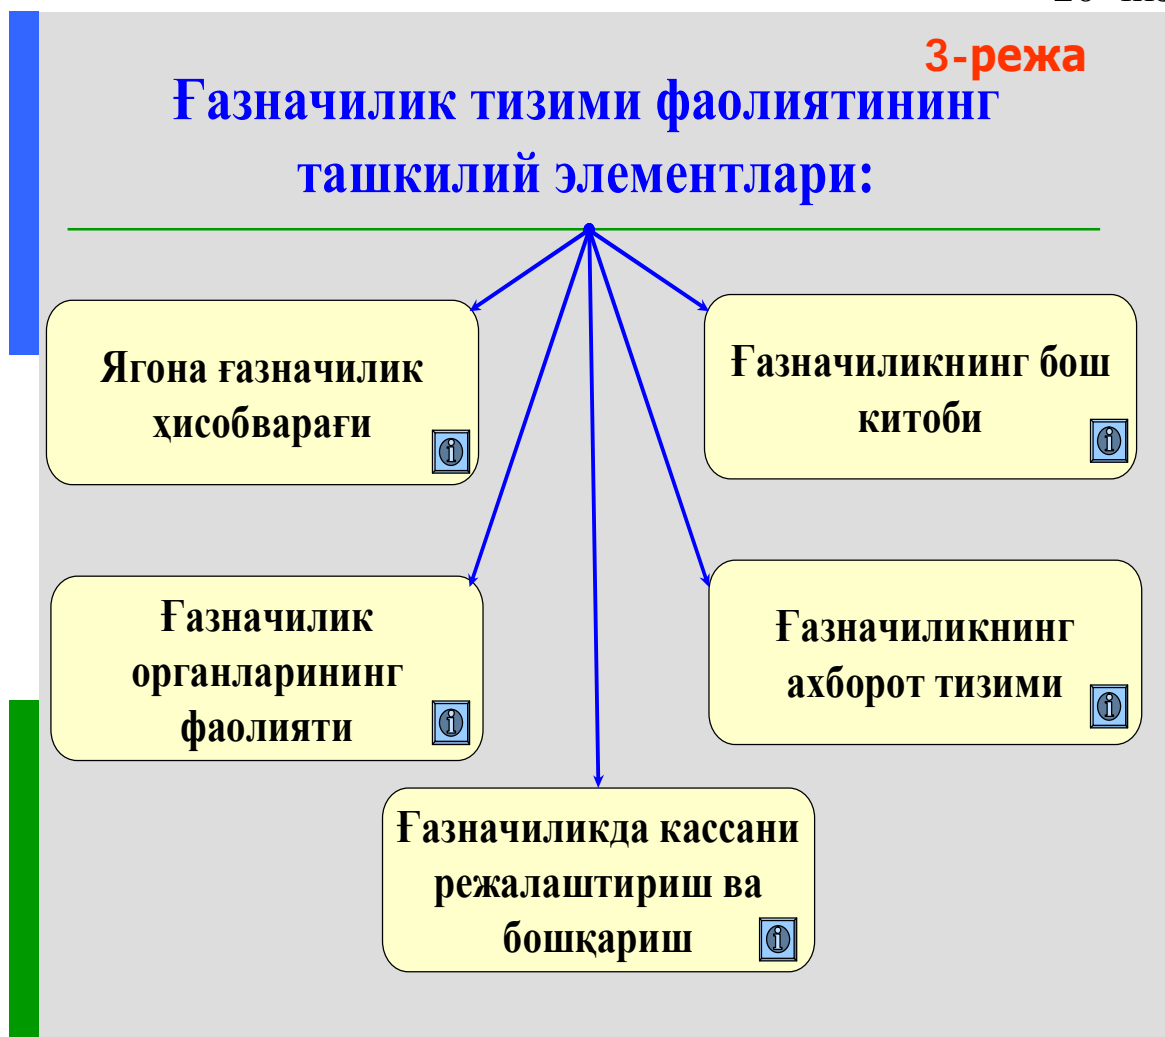 3-режа
Ғазначилик тизими фаолиятининг
ташкилий элементлари:
Ягона ғазначилик
ҳисобварағи
Ғазначиликнинг бош
китоби
Ғазначилик
органларининг
фаолияти
Ғазначиликнинг
ахборот тизими
Ғазначиликда кассани
режалаштириш ва
бошқариш